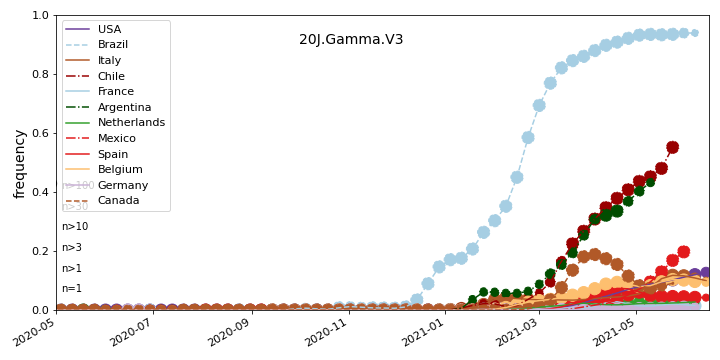 20J.Gamma.V3
frequency
1.0
0.8
0.6
0.4
0.2
0.0
USA
Brazil
Italy
Chile
France
Argentina
Netherlands
Mexico
Spain
Belgium
Germany
Canada
n>100
n>30
n>10
n>3
n>1
n=1
2020-05
2020-07
2020-09
2020-11
2021-01
2021-03
2021-05